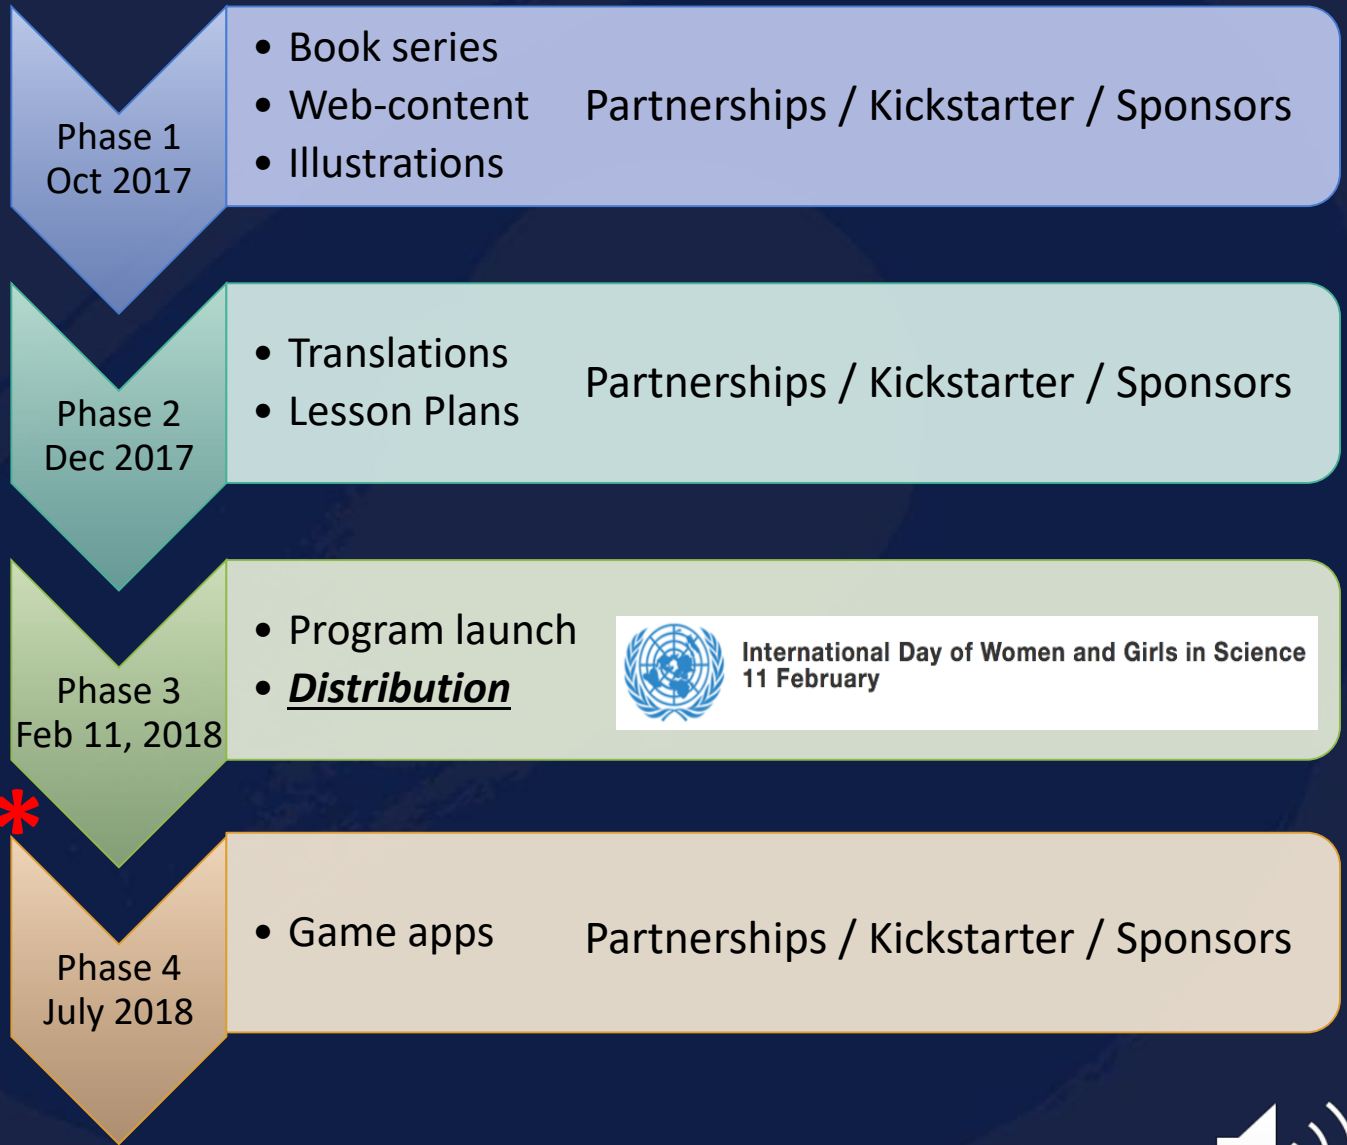 Phase 1
Oct 2017
• Book series
• Web-content
• Illustrations
Partnerships / Kickstarter / Sponsors
Phase 2
Dec 2017
• Translations
• Lesson Plans
Partnerships / Kickstarter / Sponsors
Phase 3
Feb 11, 2018
• Program launch
• Distribution
International Day of Women and Girls in Science
11 February
*
Phase 4
July 2018
• Game apps
Partnerships / Kickstarter / Sponsors